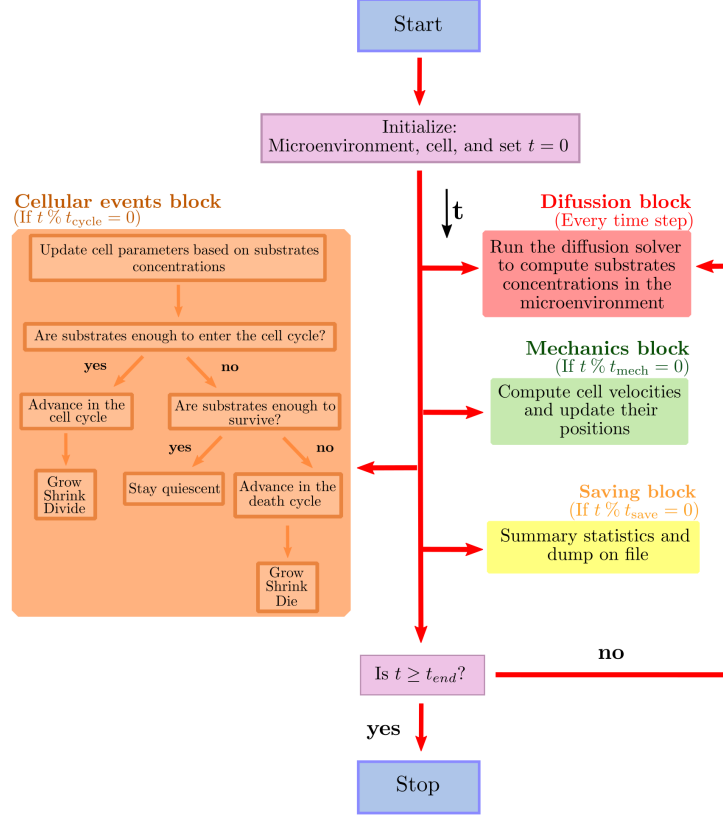 Start
Initialize:
Microenvironment, cell, and set t = 0
t
Cellular events block
(If t % t_cycle = 0)
Update cell parameters based on substrates
concentrations
Are substrates enough to enter the cell cycle?
yes
no
Advance in the
cell cycle
Are substrates enough to
survive?
yes
no
Grow
Shrink
Divide
Stay quiescent
Advance in the
death cycle
Grow
Shrink
Die
Difussion block
(Every time step)
Run the diffusion solver
to compute substrates
concentrations in the
microenvironment
Mechanics block
(If t % t_mech = 0)
Compute cell velocities
and update their
positions
Saving block
(If t % t_save = 0)
Summary statistics and
dump on file
Is t ≥ t_end?
no
yes
Stop